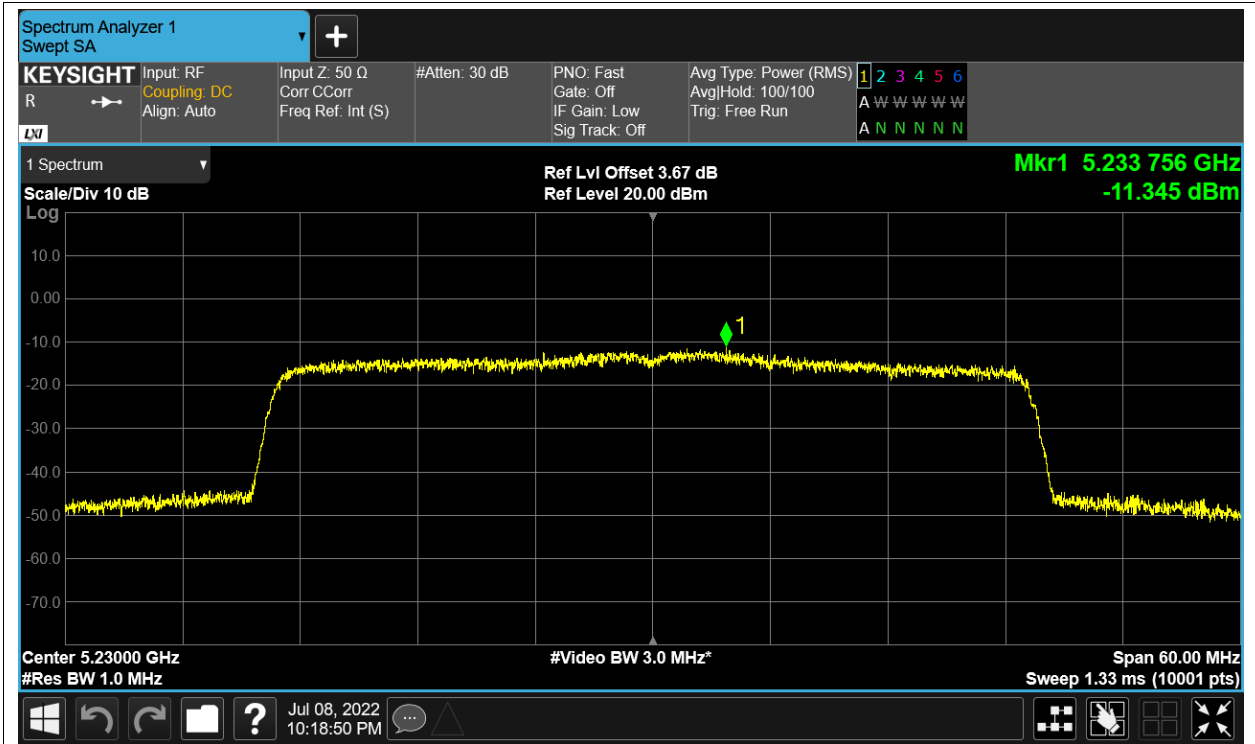 Spectrum Analyzer 1
Swept SA
KEYSIGHT
R
LXI
Input: RF
Coupling: DC
Align: Auto
Input Z: 50 Ω
Corr CCorr
Freq Ref: Int (S)
#Atten: 30 dB
PNO: Fast
Gate: Off
IF Gain: Low
Sig Track: Off
Avg Type: Power (RMS)
Avg|Hold: 100/100
Trig: Free Run
1 2 3 4 5 6
A W W W W W
A N N N N N
1 Spectrum
Scale/Div 10 dB
Log
Ref Lvl Offset 3.67 dB
Ref Level 20.00 dBm
Mkr1 5.233 756 GHz
-11.345 dBm
10.0
0.00
-10.0
-20.0
-30.0
-40.0
-50.0
-60.0
-70.0
1
Center 5.23000 GHz
#Res BW 1.0 MHz
#Video BW 3.0 MHz*
Span 60.00 MHz
Sweep 1.33 ms (10001 pts)
?
Jul 08, 2022
10:18:50 PM